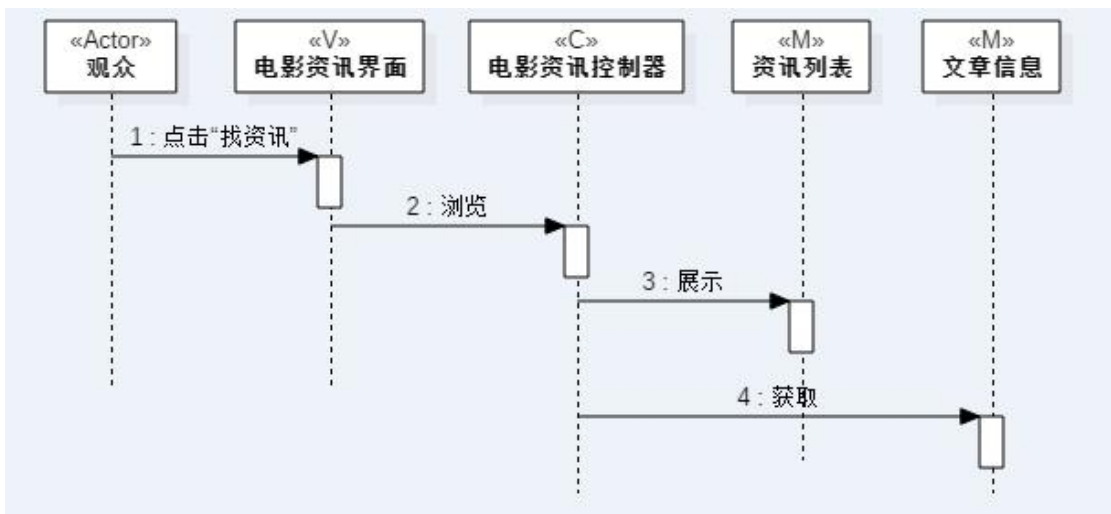 «Actor»
观众
«V»
电影资讯界面
«C»
电影资讯控制器
«M»
资讯列表
«M»
文章信息
1 : 点击“找资讯”
2 : 浏览
3 : 展示
4 : 获取